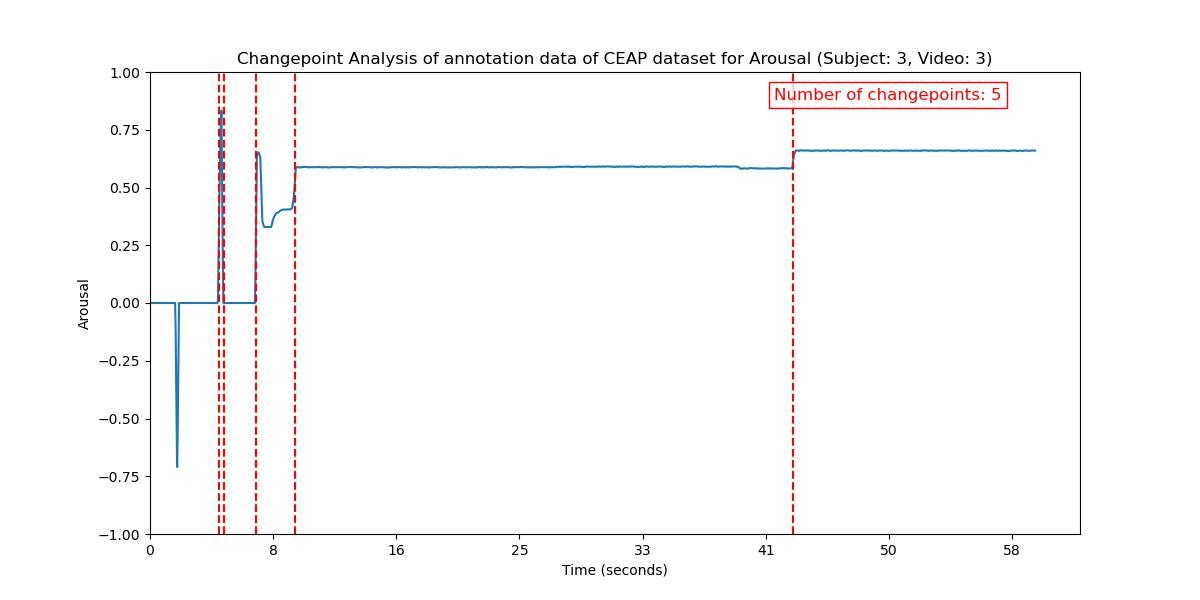 Changepoint Analysis of annotation data of CEAP dataset for Arousal (Subject: 3, Video: 3)
Number of changepoints: 5
1.00
0.75
0.50
0.25
0.00
−0.25
−0.50
−0.75
−1.00
Arousal
0 8 16 25 33 41 50 58
Time (seconds)